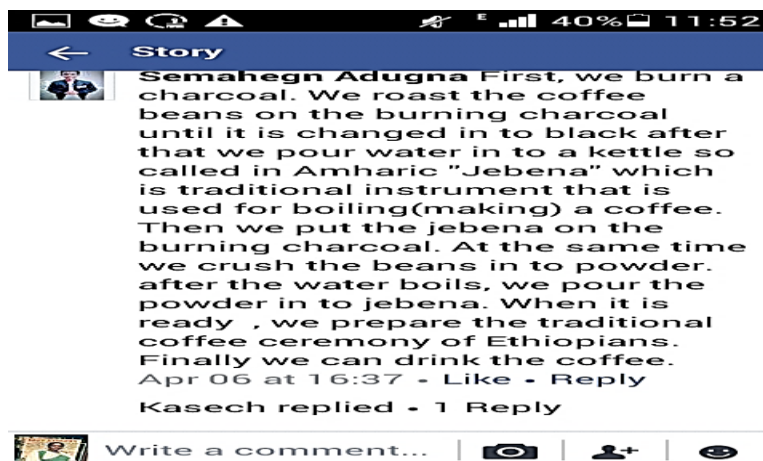 E 40% 11:52
Story
Semahegn Adugna First, we burn a
charcoal. We roast the coffee
beans on the burning charcoal
until it is changed in to black after
that we pour water in to a kettle so
called in Amharic "Jebena" which
is traditional instrument that is
used for boiling(making) a coffee.
Then we put the jebena on the
burning charcoal. At the same time
we crush the beans in to powder.
after the water boils, we pour the
powder in to jebena. When it is
ready , we prepare the traditional
coffee ceremony of Ethiopians.
Finally we can drink the coffee.
Apr 06 at 16:37 • Like • Reply
Kasech replied • 1 Reply
Write a comment...